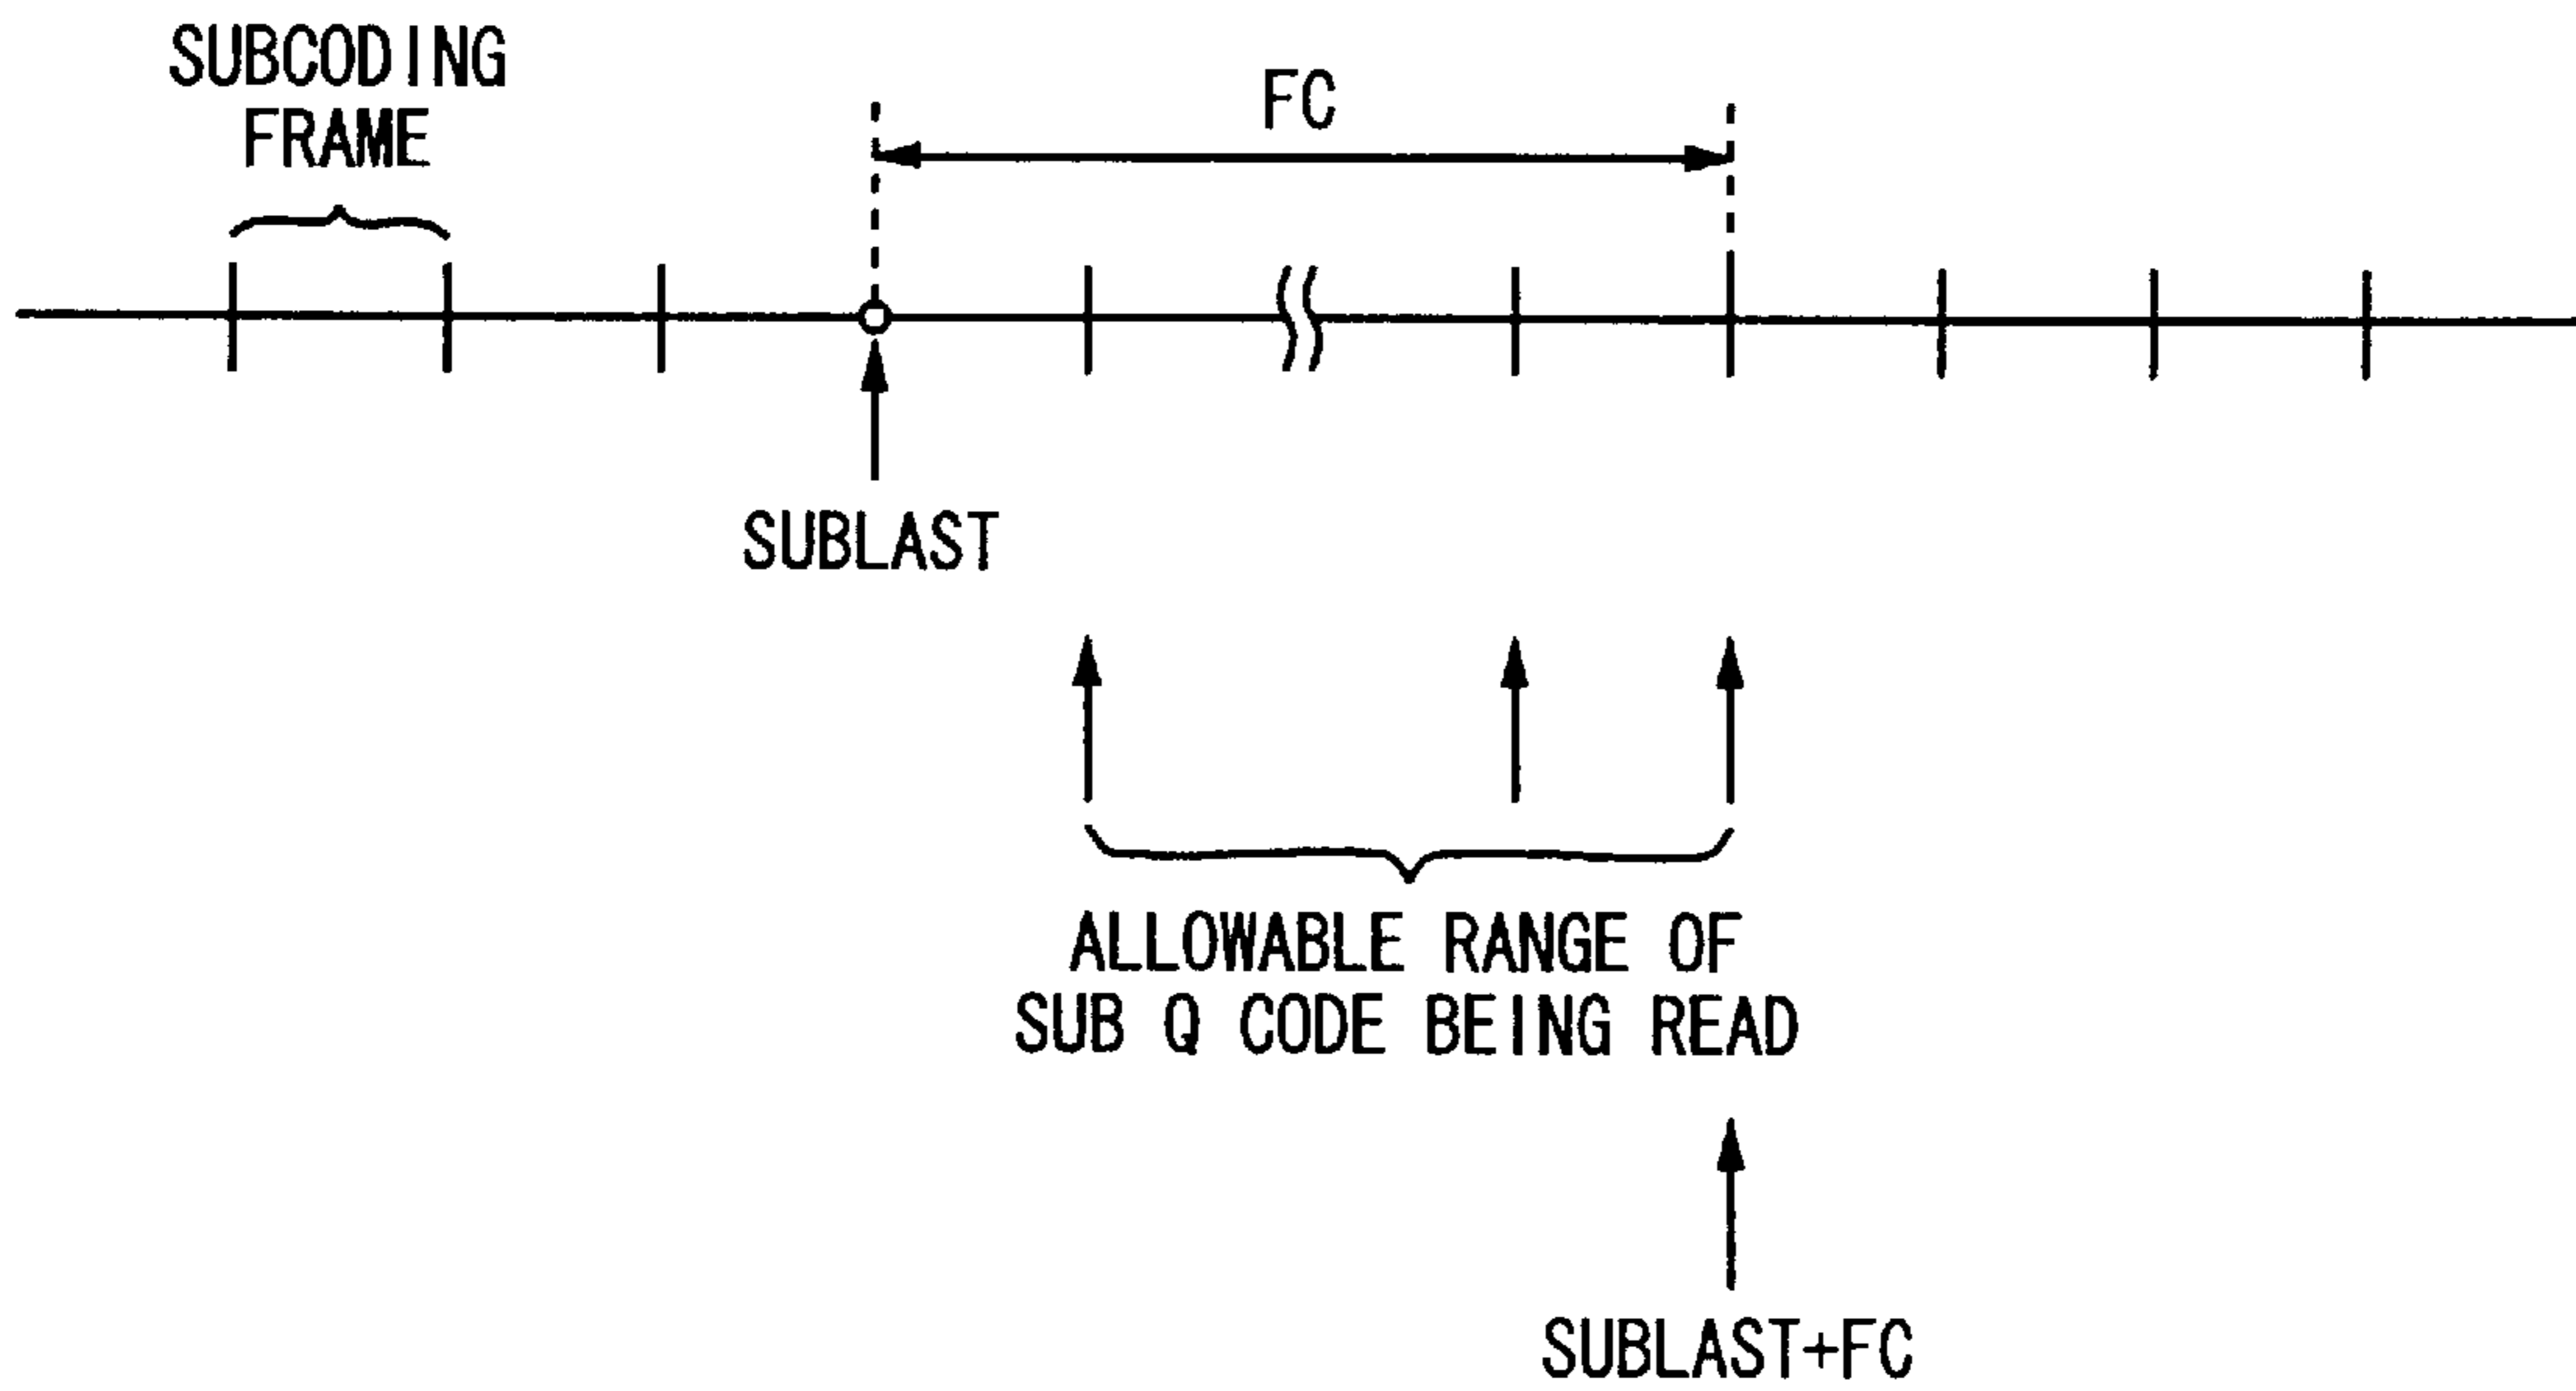 SUBCODING
FRAME
FC
SUBLAST
ALLOWABLE RANGE OF
SUB Q CODE BEING READ
SUBLAST+FC